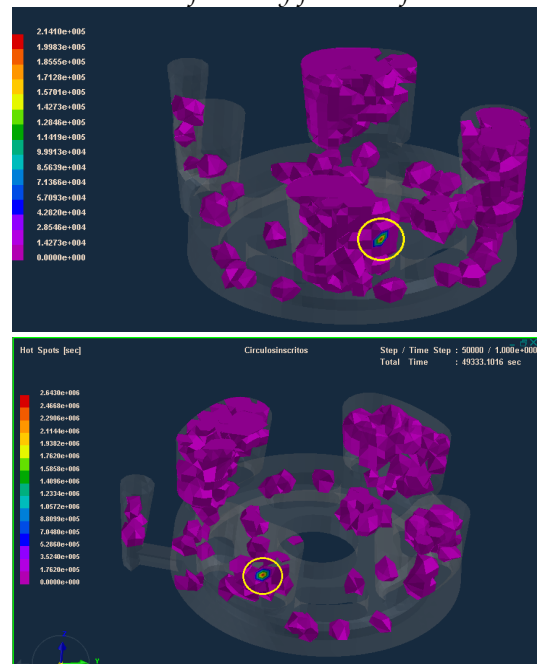 2.1410e+005
1.9983e+005
1.8555e+005
1.7128e+005
1.5701e+005
1.4273e+005
1.2846e+005
1.1419e+005
9.9913e+004
8.5639e+004
7.1366e+004
5.7093e+004
4.2820e+004
2.8546e+004
1.4273e+004
0.0000e+000
Hot Spots [sec]
Circulosinscritos
Step / Time Step : 50000 / 1.000e+000
Total Time : 49333.1016 sec
2.6430e+006
2.4668e+006
2.2906e+006
2.1144e+006
1.9382e+006
1.7620e+006
1.5858e+006
1.4096e+006
1.2334e+006
1.0572e+006
8.8099e+005
7.0480e+005
5.2860e+005
3.5240e+005
1.7620e+005
0.0000e+000
Y